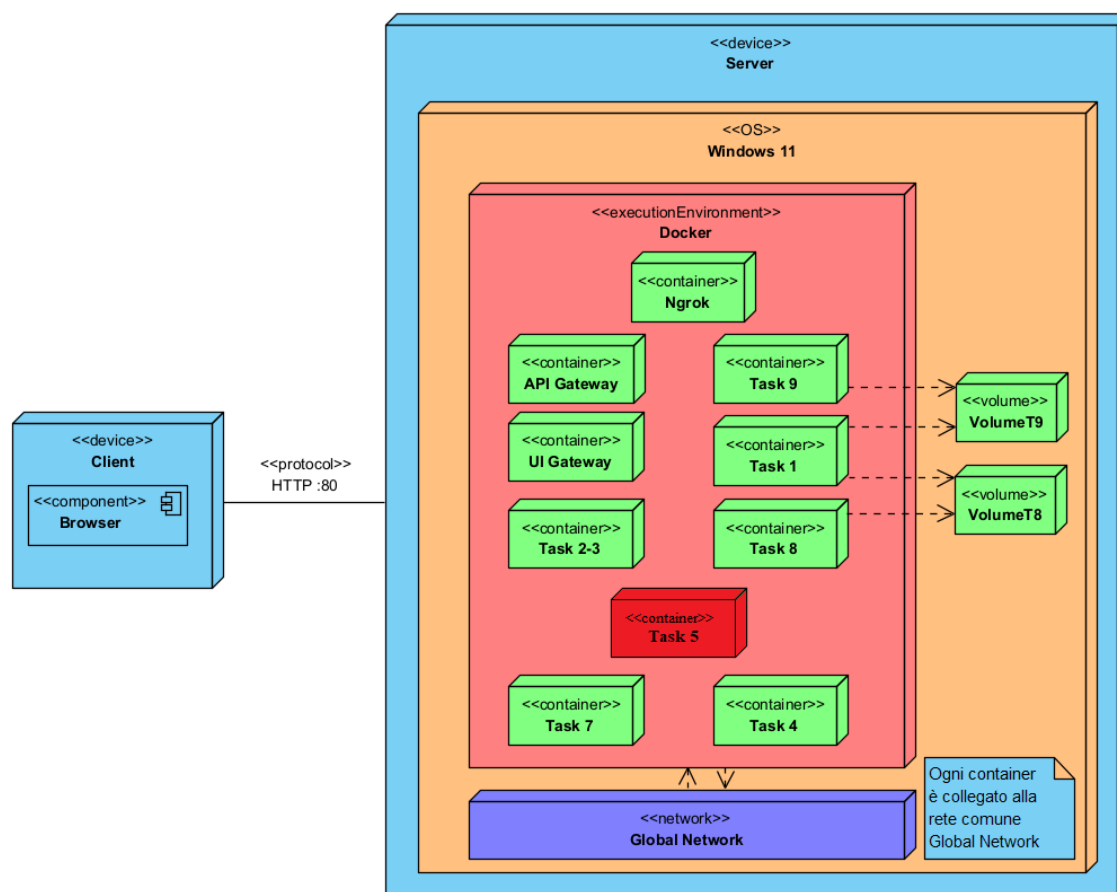 <<device>>
Server
<<OS>>
Windows 11
<<executionEnvironment>>
Docker
<<container>>
Ngrok
<<container>>
API Gateway
<<container>>
Task 9
<<volume>>
VolumeT9
<<container>>
UI Gateway
<<container>>
Task 1
<<device>>
Client
<<component>>
Browser
<<protocol>>
HTTP :80
<<volume>>
VolumeT8
<<container>>
Task 2-3
<<container>>
Task 8
<<container>>
Task 5
<<container>>
Task 7
<<container>>
Task 4
<<network>>
Global Network
Ogni container
è collegato alla
rete comune
Global Network